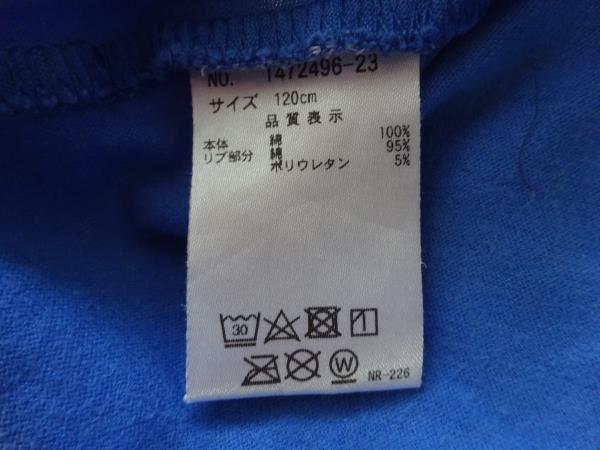 NO. 1472496-23
サイズ 120cm
品質表示
本体 綿 100%
リブ部分 綿 95%
ポリウレタン 5%
30
W
NR-226